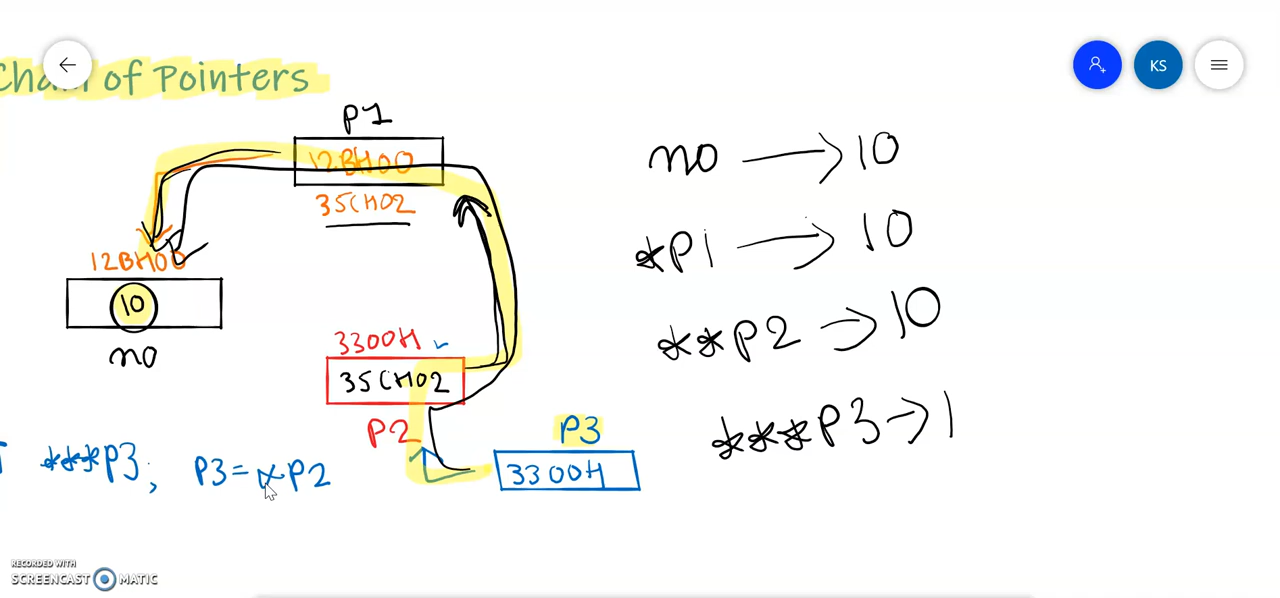 Chain of Pointers
KS
P1
12BH00
35CH02
12BH00
10
no
3300H
35CH02
P2
P3
3300H
***P3; P3=&P2
no → 10
*P1 → 10
**P2 → 10
***P3 → 1
RECORDED WITH
SCREENCAST MATIC